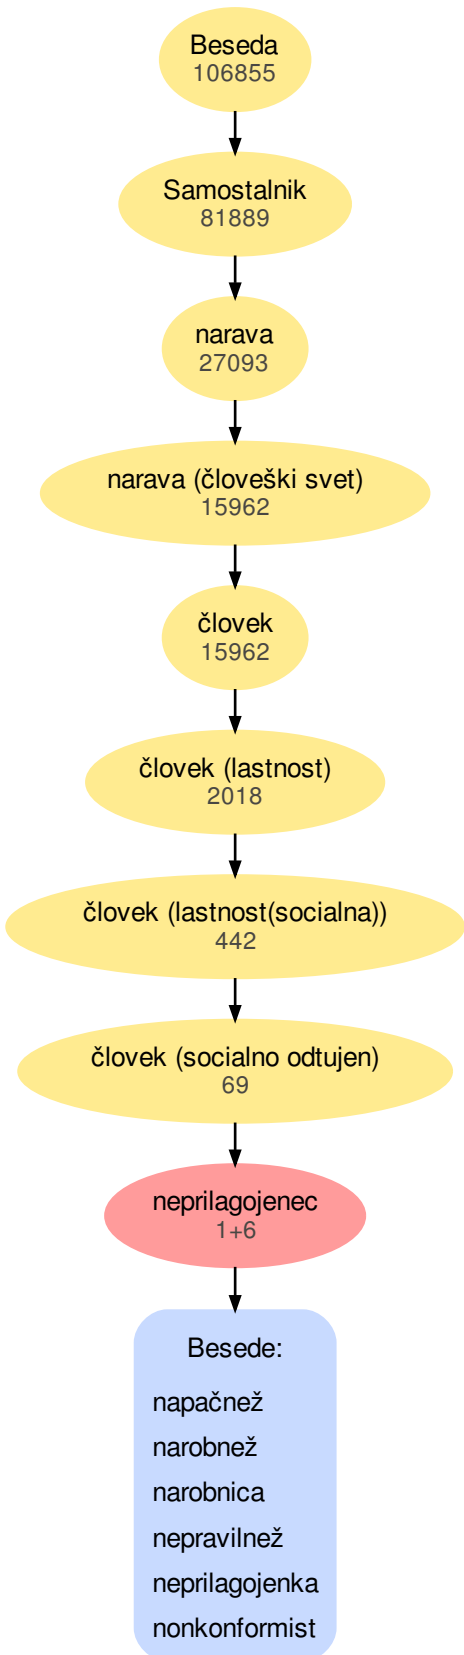 Beseda
106855
Samostalnik
81889
narava
27093
narava (človeški svet)
15962
človek
15962
človek (lastnost)
2018
človek (lastnost(socialna))
442
človek (socialno odtujen)
69
neprilagojenec
1+6
Besede:
napačnež
narobnež
narobnica
nepravilnež
neprilagojenka
nonkonformist